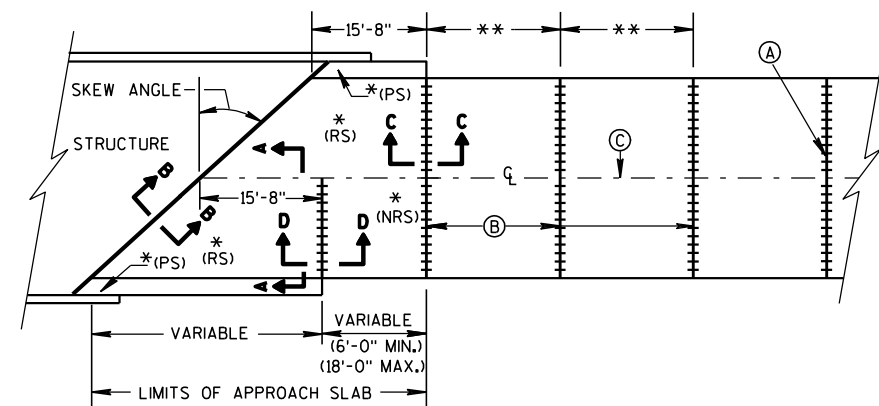 15'-8" ** **
A
SKEW ANGLE
*(PS)
*
(RS)
C C
STRUCTURE
A
C
B
℄
15'-8"
*
(NRS)
B
B
D D
*
(RS)
*(PS)
A
VARIABLE
VARIABLE
(6'-0" MIN.)
(18'-0" MAX.)
LIMITS OF APPROACH SLAB